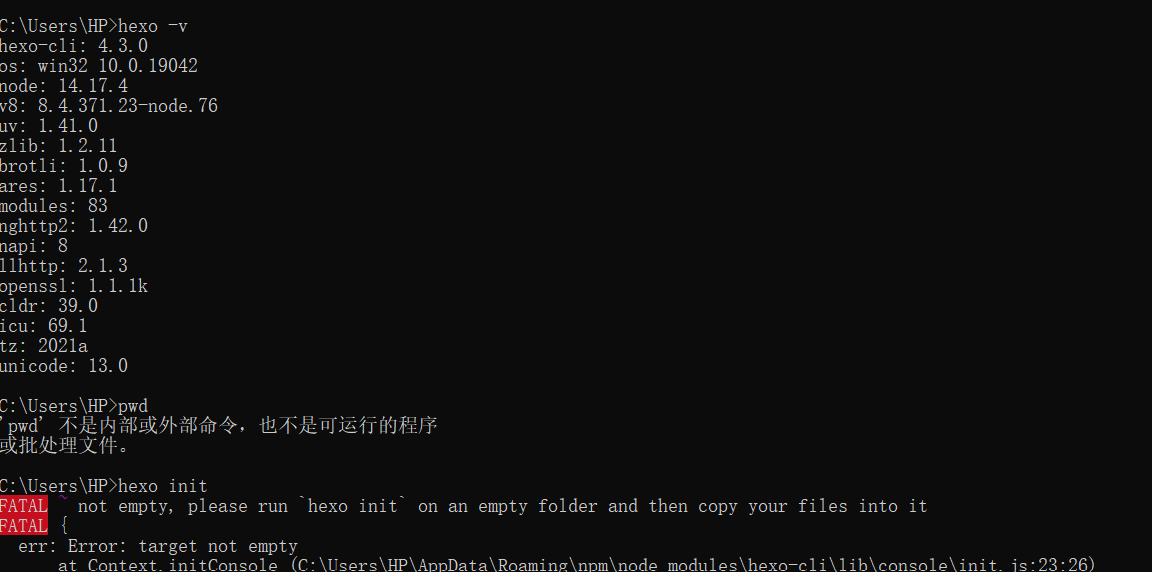 C:\Users\HP>hexo -v
hexo-cli: 4.3.0
os: win32 10.0.19042
node: 14.17.4
v8: 8.4.371.23-node.76
uv: 1.41.0
zlib: 1.2.11
brotli: 1.0.9
ares: 1.17.1
modules: 83
nghttp2: 1.42.0
napi: 8
llhttp: 2.1.3
openssl: 1.1.1k
cldr: 39.0
icu: 69.1
tz: 2021a
unicode: 13.0
C:\Users\HP>pwd
'pwd' 不是内部或外部命令，也不是可运行的程序
或批处理文件。
C:\Users\HP>hexo init
FATAL ~ not empty, please run `hexo init` on an empty folder and then copy your files into it
FATAL {
err: Error: target not empty
at Context.initConsole (C:\Users\HP\AppData\Roaming\npm\node_modules\hexo-cli\lib\console\init.js:23:26)